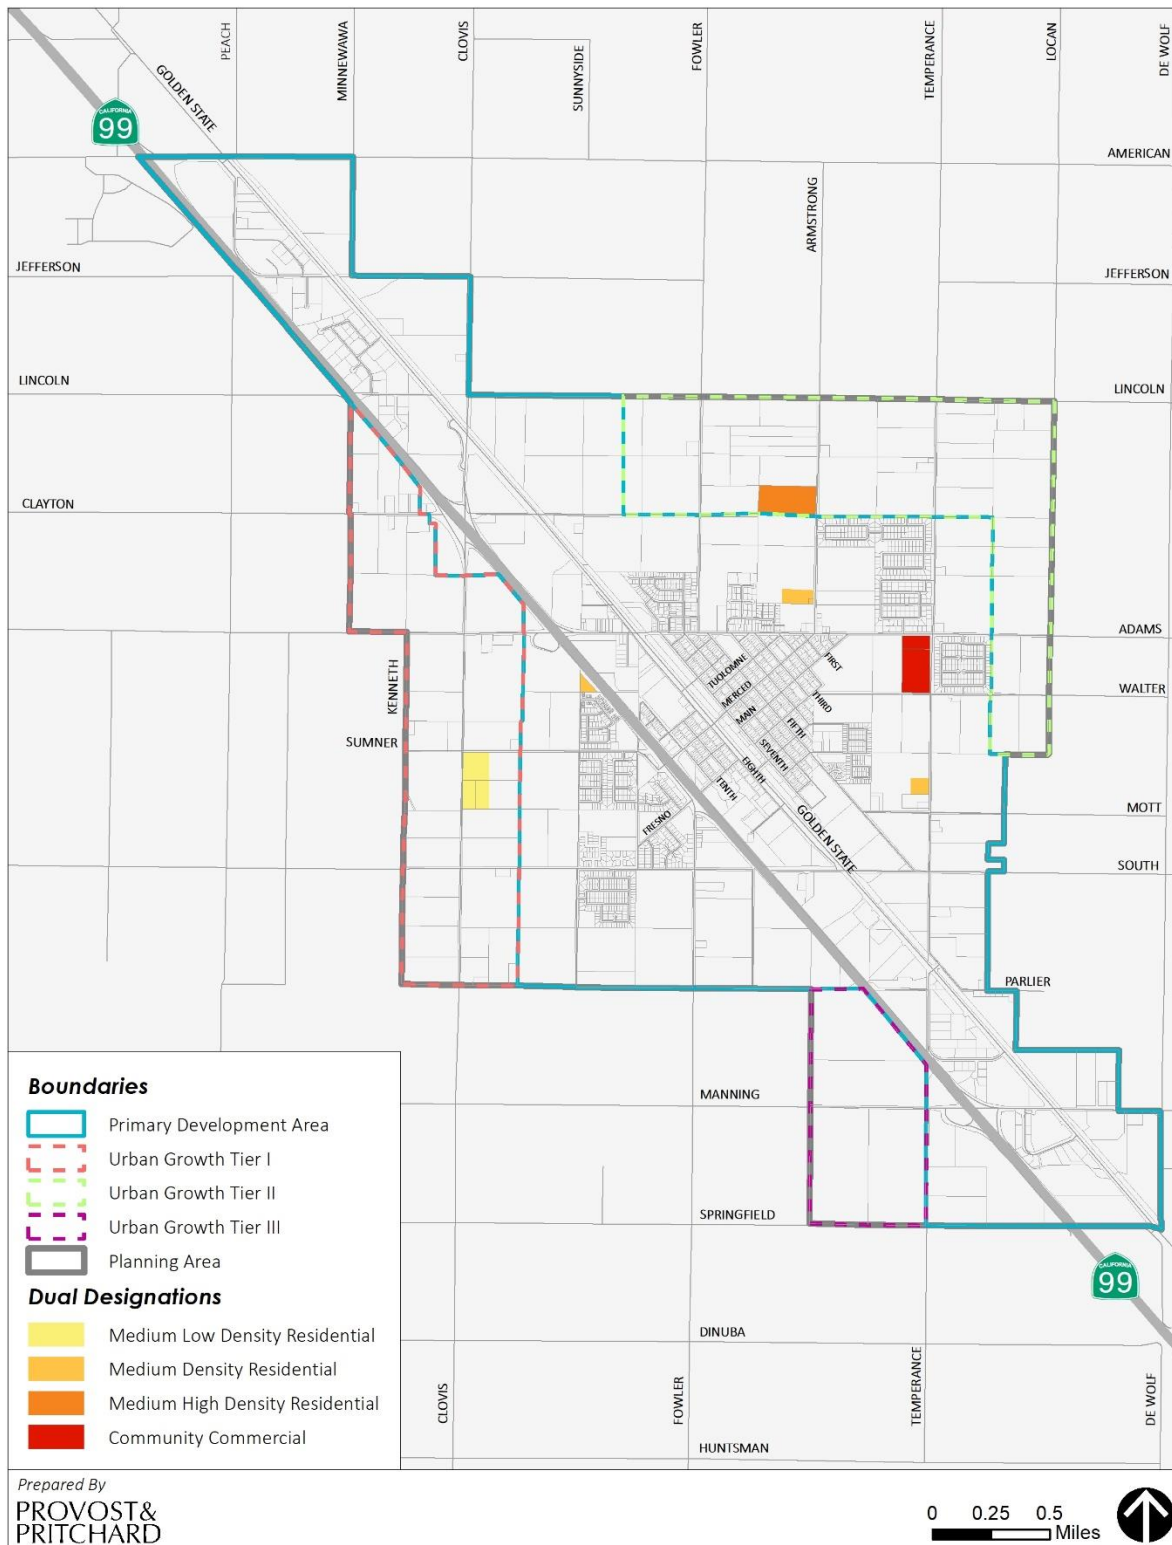 PEACH
MINNEWAWA
CLOVIS
SUNNYSIDE
FOWLER
TEMPERANCE
LOCAN
DE WOLF
GOLDEN STATE
CALIFORNIA
99
AMERICAN
ARMSTRONG
JEFFERSON
JEFFERSON
LINCOLN
LINCOLN
CLAYTON
ADAMS
KENNETH
TUOLOMNE
FIRST
MERCED
THIRD
WALTER
MAIN
FIFTH
SUMNER
SEVENTH
EIGHTH
TENTH
FRESNO
GOLDEN STATE
MOTT
SOUTH
PARLIER
MANNING
SPRINGFIELD
CALIFORNIA
99
DINUBA
CLOVIS
FOWLER
TEMPERANCE
DE WOLF
HUNTSMAN
Boundaries
Primary Development Area
Urban Growth Tier I
Urban Growth Tier II
Urban Growth Tier III
Planning Area
Dual Designations
Medium Low Density Residential
Medium Density Residential
Medium High Density Residential
Community Commercial
Prepared By
PROVOST&
PRITCHARD
0 0.25 0.5
Miles